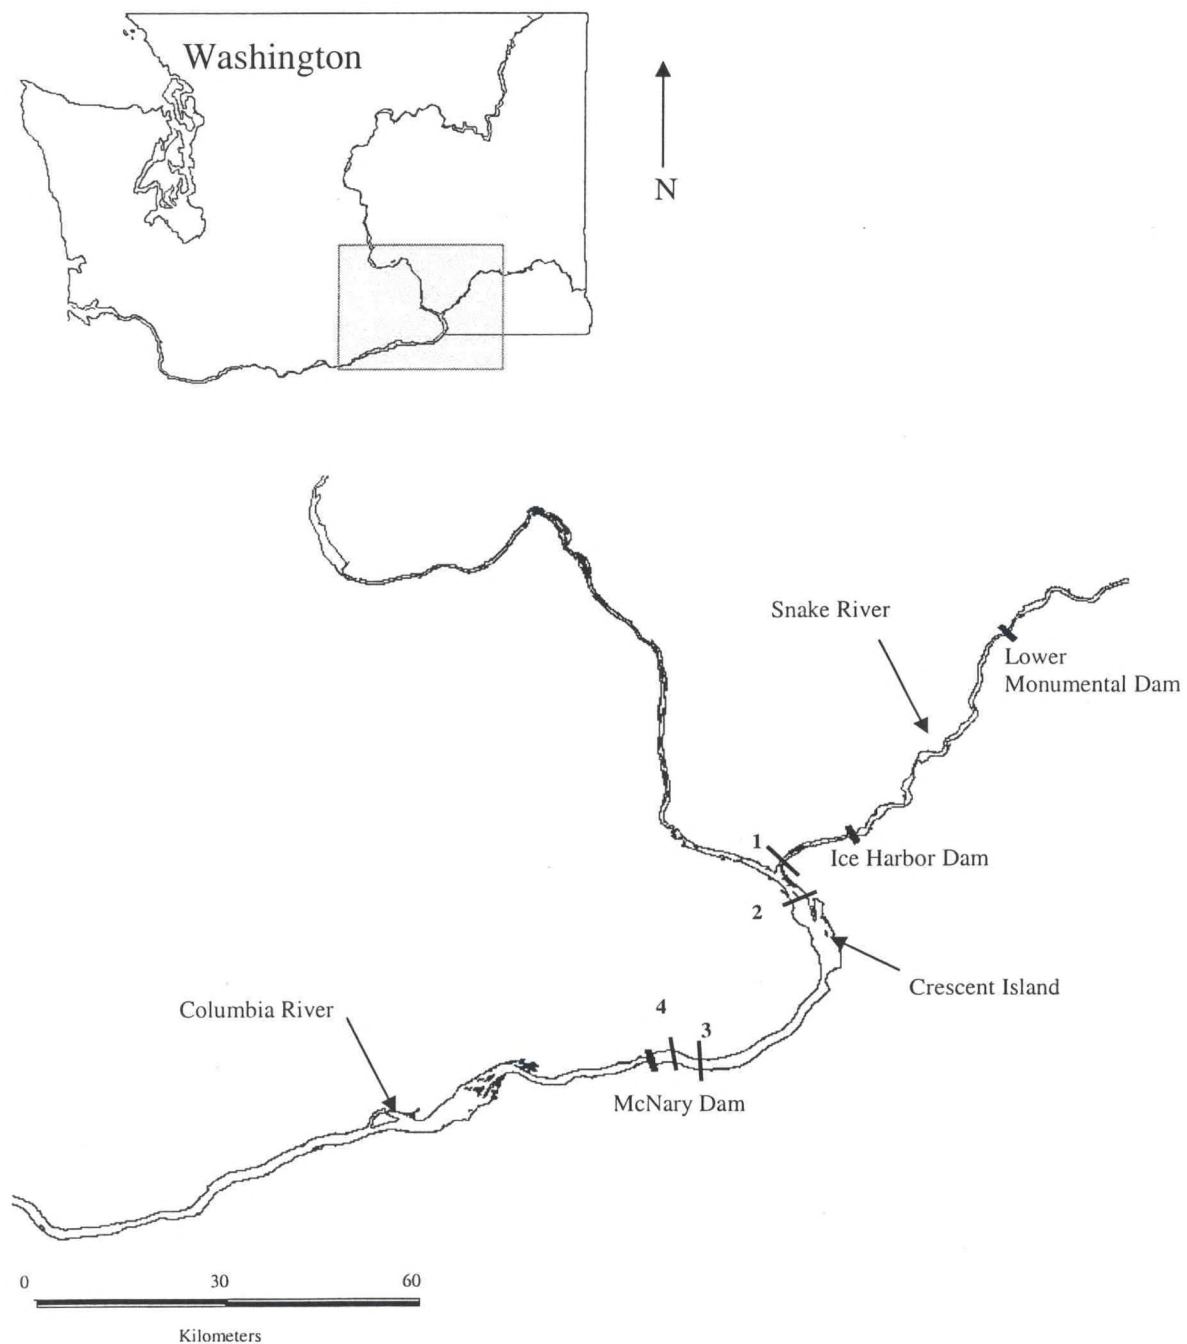 Washington
N
Snake River
Lower
Monumental Dam
1
Ice Harbor Dam
2
Crescent Island
Columbia River
4
3
McNary Dam
0 30 60
Kilometers